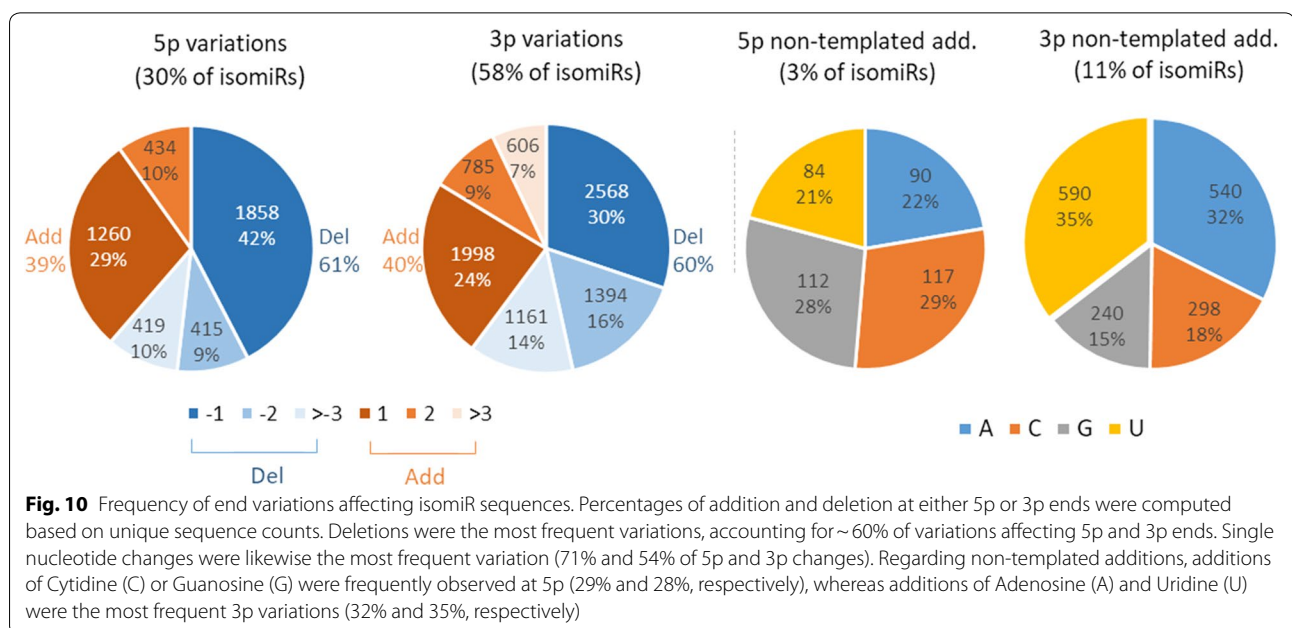 5p variations
(30% of isomiRs)
3p variations
(58% of isomiRs)
5p non-templated add.
(3% of isomiRs)
3p non-templated add.
(11% of isomiRs)
434
10%
1858
42%
Add
39%
1260
29%
Del
61%
419
10%
415
9%
606
7%
785
9%
2568
30%
Add
40%
1998
24%
Del
60%
1161
14%
1394
16%
84
21%
90
22%
112
28%
117
29%
590
35%
540
32%
240
15%
298
18%
-1 -2 >-3 1 2 >3
Del Add
A C G U
Fig. 10 Frequency of end variations affecting isomiR sequences. Percentages of addition and deletion at either 5p or 3p ends were computed
based on unique sequence counts. Deletions were the most frequent variations, accounting for ~ 60% of variations affecting 5p and 3p ends. Single
nucleotide changes were likewise the most frequent variation (71% and 54% of 5p and 3p changes). Regarding non-templated additions, additions
of Cytidine (C) or Guanosine (G) were frequently observed at 5p (29% and 28%, respectively), whereas additions of Adenosine (A) and Uridine (U)
were the most frequent 3p variations (32% and 35%, respectively)